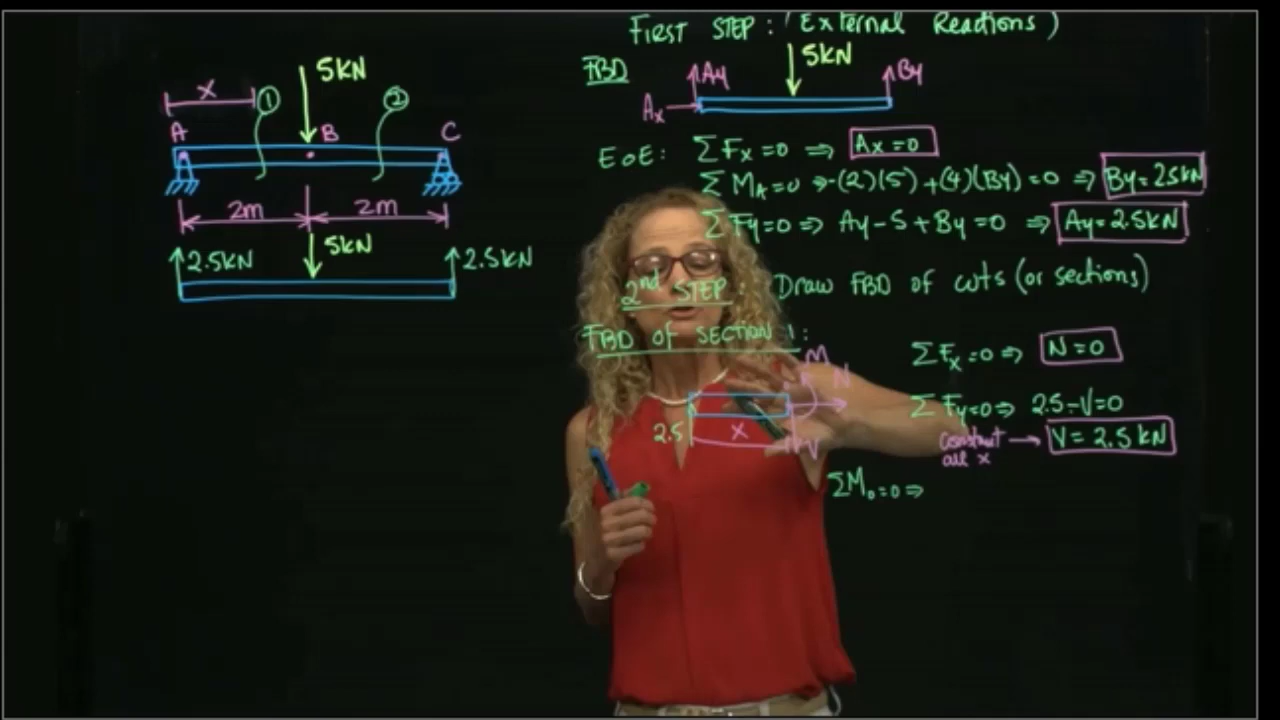 FIRST STEP: (External Reactions)
FBD
Ay
5KN
By
Ax
x
1
5KN
2
A
B
C
2m
2m
2.5KN
5KN
2.5KN
EoE: ΣFx=0 ⇒ Ax=0
ΣMA=0 ⇒ -(2)(5) +(4)(By) =0 ⇒ By=2.5KN
ΣFy=0 ⇒ Ay-5+By=0 ⇒ Ay=2.5KN
2nd STEP: Draw FBD of cuts (or sections)
FBD of SECTION 1:
M
N
2.5
x
V
ΣFx=0 ⇒ N=0
ΣFy=0 ⇒ 2.5-V=0
constant all x → V= 2.5 KN
ΣMo=0 ⇒